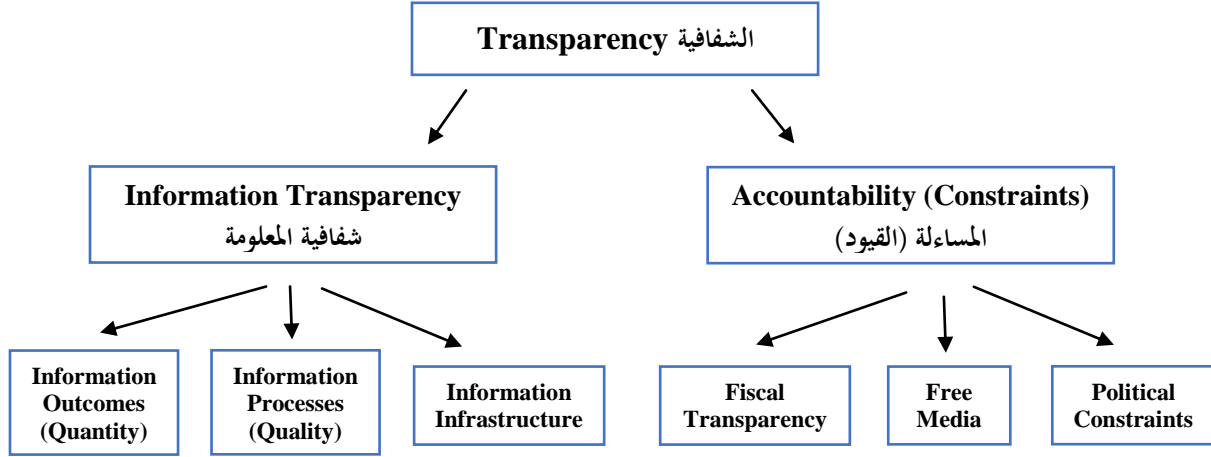 Transparency الشفافية
Information Transparency
شفافية المعلومة
Accountability (Constraints)
المساءلة (القيود)
Information
Outcomes
(Quantity)
Information
Processes
(Quality)
Information
Infrastructure
Fiscal
Transparency
Free
Media
Political
Constraints